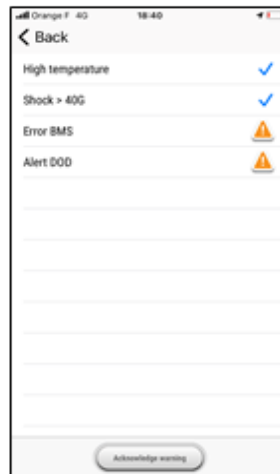 Orange F 4G 18:40
Back
High temperature
Shock > 40G
Error BMS
Alert DOD
Acknowledge warning